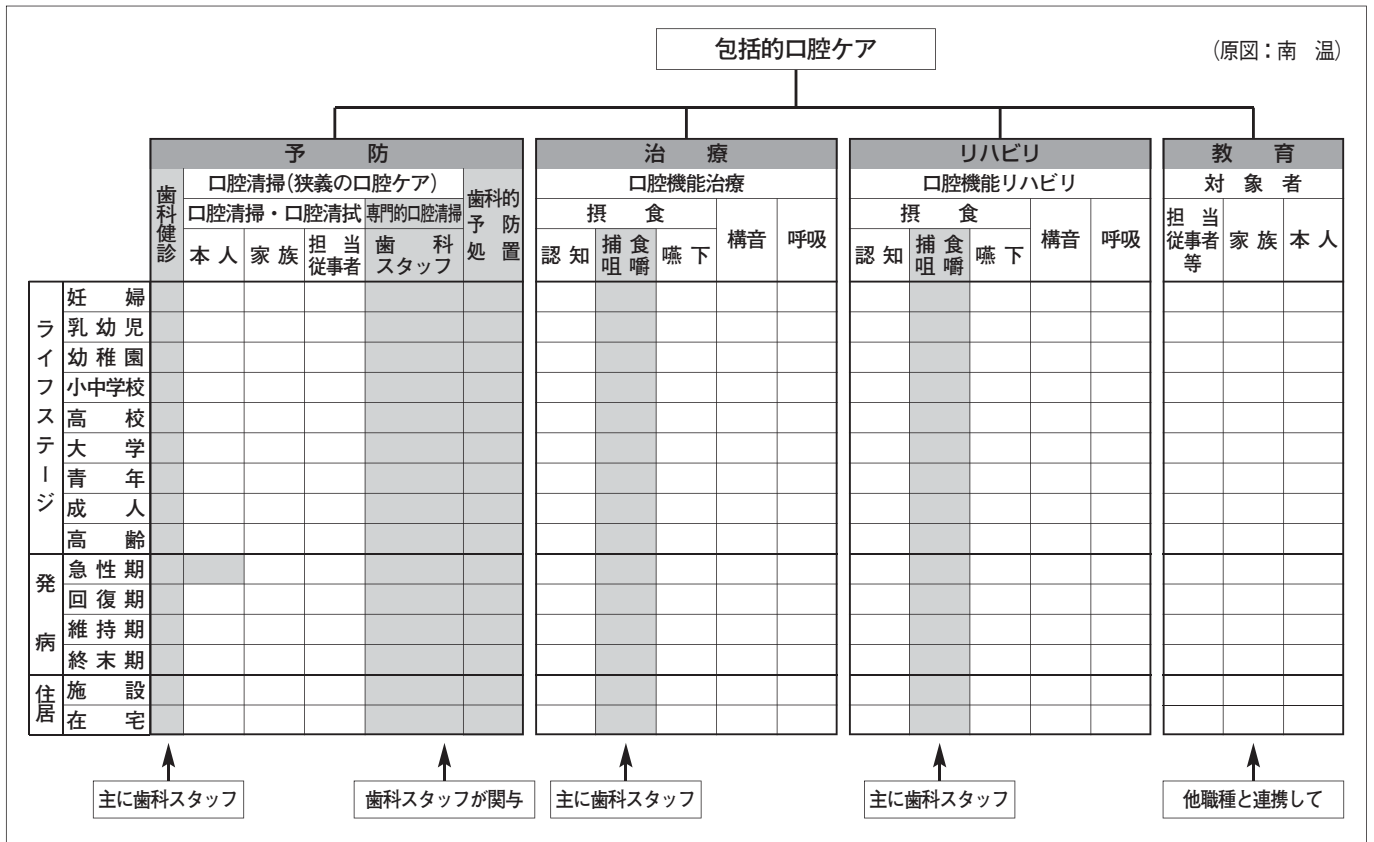 包括的口腔ケア
(原図：南　温)
予　防
治　療
リハビリ
教　育
歯科健診
口腔清掃(狭義の口腔ケア)
口腔清掃・口腔清拭
本人
家族
担当
従事者
専門的口腔清掃
歯科
スタッフ
歯科的
予防
処置
口腔機能治療
摂　食
認知
捕食
咀嚼
嚥下
構音
呼吸
口腔機能リハビリ
摂　食
認知
捕食
咀嚼
嚥下
構音
呼吸
対象者
担当
従事者
等
家族
本人
ライフステージ
妊婦
乳幼児
幼稚園
小中学校
高校
大学
青年
成人
高齢
発病
急性期
回復期
維持期
終末期
住居
施設
在宅
主に歯科スタッフ
歯科スタッフが関与
主に歯科スタッフ
主に歯科スタッフ
他職種と連携して